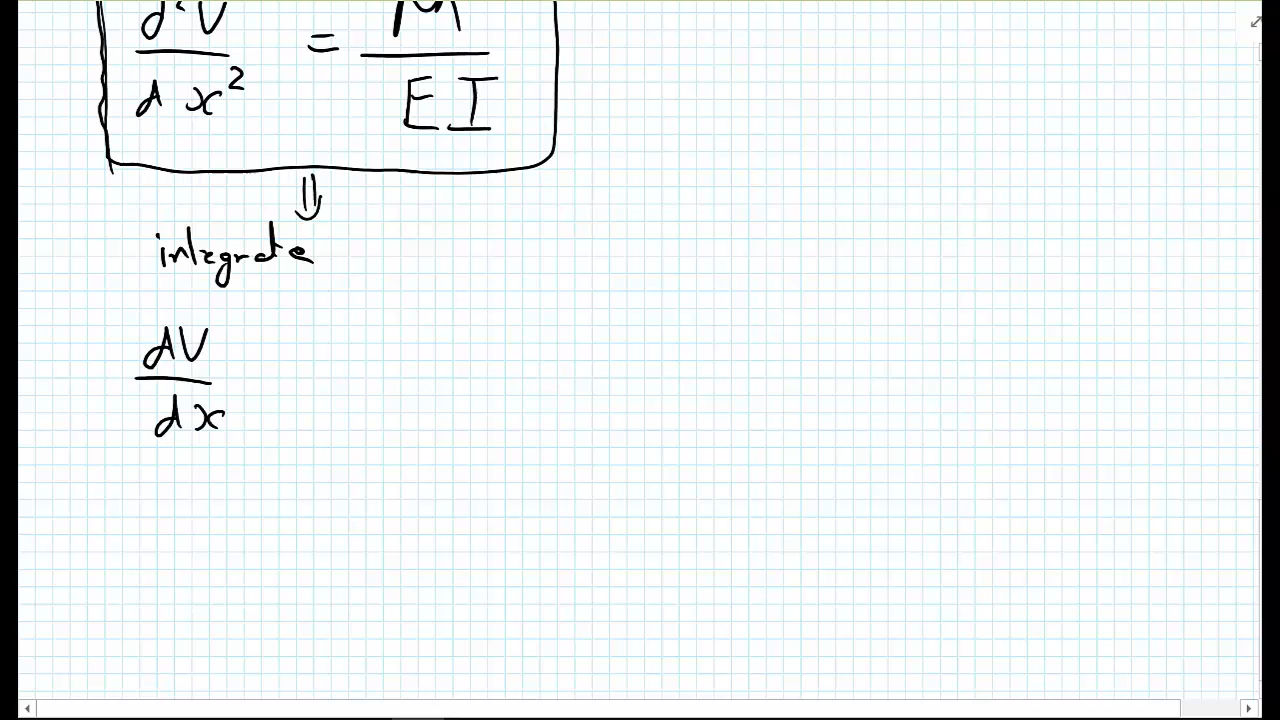 d²V/dx² = M/EI
⇓
integrate
dV/dx